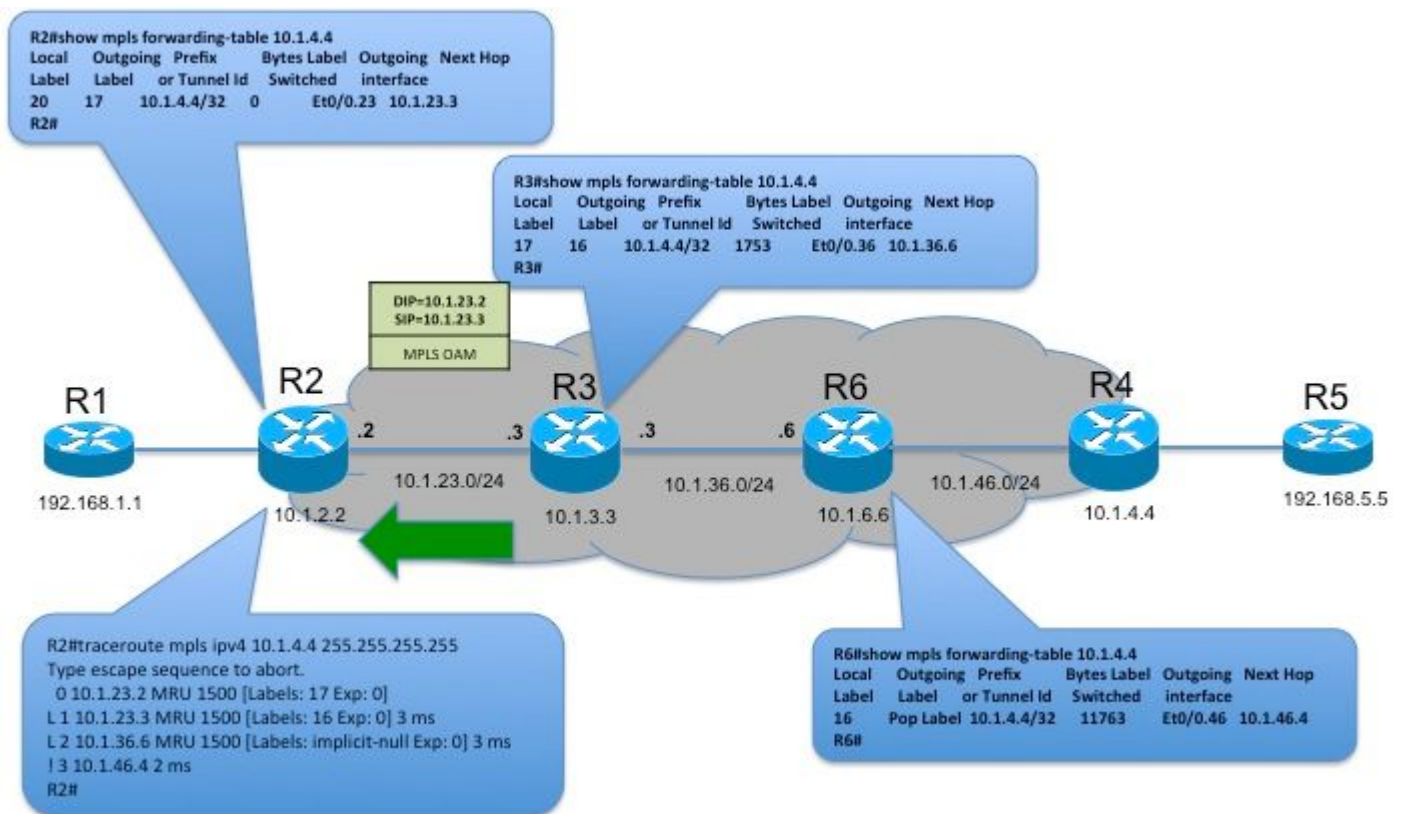 R2#show mpls forwarding-table 10.1.4.4
Local Outgoing Prefix Bytes Label Outgoing Next Hop
Label Label or Tunnel Id Switched interface
20 17 10.1.4.4/32 0 Et0/0.23 10.1.23.3
R2#
R3#show mpls forwarding-table 10.1.4.4
Local Outgoing Prefix Bytes Label Outgoing Next Hop
Label Label or Tunnel Id Switched interface
17 16 10.1.4.4/32 1753 Et0/0.36 10.1.36.6
R3#
DIP=10.1.23.2
SIP=10.1.23.3
MPLS OAM
R1
R2
R3
R6
R4
R5
.2
.3
.3
.6
10.1.23.0/24
10.1.36.0/24
10.1.46.0/24
192.168.1.1
10.1.2.2
10.1.3.3
10.1.6.6
10.1.4.4
192.168.5.5
R2#traceroute mpls ipv4 10.1.4.4 255.255.255.255
Type escape sequence to abort.
0 10.1.23.2 MRU 1500 [Labels: 17 Exp: 0]
L 1 10.1.23.3 MRU 1500 [Labels: 16 Exp: 0] 3 ms
L 2 10.1.36.6 MRU 1500 [Labels: implicit-null Exp: 0] 3 ms
! 3 10.1.46.4 2 ms
R2#
R6#show mpls forwarding-table 10.1.4.4
Local Outgoing Prefix Bytes Label Outgoing Next Hop
Label Label or Tunnel Id Switched interface
16 Pop Label 10.1.4.4/32 11763 Et0/0.46 10.1.46.4
R6#